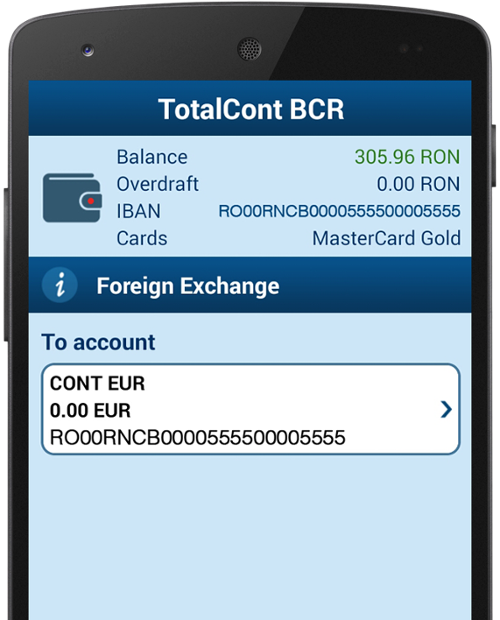 TotalCont BCR
Balance 305.96 RON
Overdraft 0.00 RON
IBAN RO00RNCB0000555500005555
Cards MasterCard Gold
i Foreign Exchange
To account
CONT EUR
0.00 EUR
RO00RNCB0000555500005555